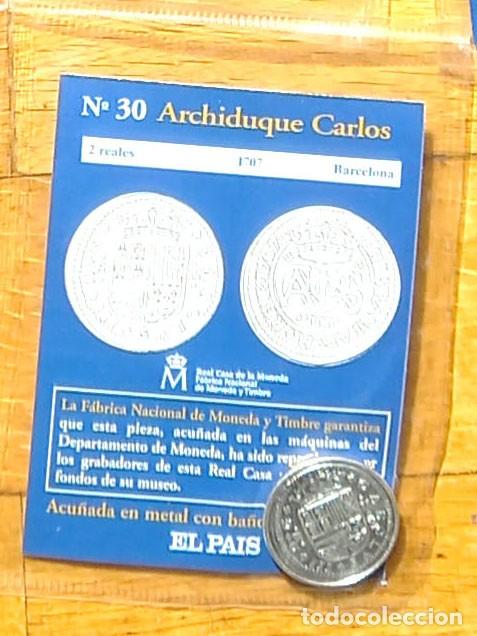 Nº 30 Archiduque Carlos
2 reales 1707 Barcelona
Real Casa de la Moneda
Fábrica Nacional
de Moneda y Timbre
La Fábrica Nacional de Moneda y Timbre garantiza
que esta pieza, acuñada en las máquinas del
Departamento de Moneda, ha sido
los grabadores de esta Real Casa
fondos de su museo.
Acuñada en metal con baño
EL PAIS
todocoleccion